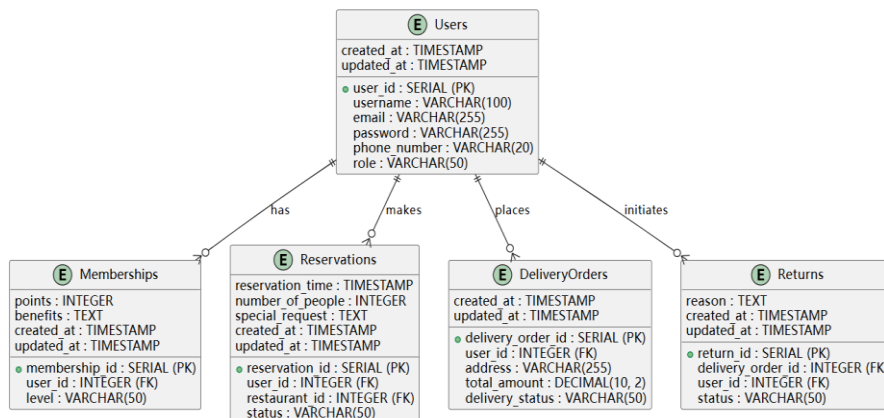 E Users
created_at : TIMESTAMP
updated_at : TIMESTAMP
user_id : SERIAL (PK)
username : VARCHAR(100)
email : VARCHAR(255)
password : VARCHAR(255)
phone_number : VARCHAR(20)
role : VARCHAR(50)
has
makes
places
initiates
E Memberships
points : INTEGER
benefits : TEXT
created_at : TIMESTAMP
updated_at : TIMESTAMP
membership_id : SERIAL (PK)
user_id : INTEGER (FK)
level : VARCHAR(50)
E Reservations
reservation_time : TIMESTAMP
number_of_people : INTEGER
special_request : TEXT
created_at : TIMESTAMP
updated_at : TIMESTAMP
reservation_id : SERIAL (PK)
user_id : INTEGER (FK)
restaurant_id : INTEGER (FK)
status : VARCHAR(50)
E DeliveryOrders
created_at : TIMESTAMP
updated_at : TIMESTAMP
delivery_order_id : SERIAL (PK)
user_id : INTEGER (FK)
address : VARCHAR(255)
total_amount : DECIMAL(10, 2)
delivery_status : VARCHAR(50)
E Returns
reason : TEXT
created_at : TIMESTAMP
updated_at : TIMESTAMP
return_id : SERIAL (PK)
delivery_order_id : INTEGER (FK)
user_id : INTEGER (FK)
status : VARCHAR(50)